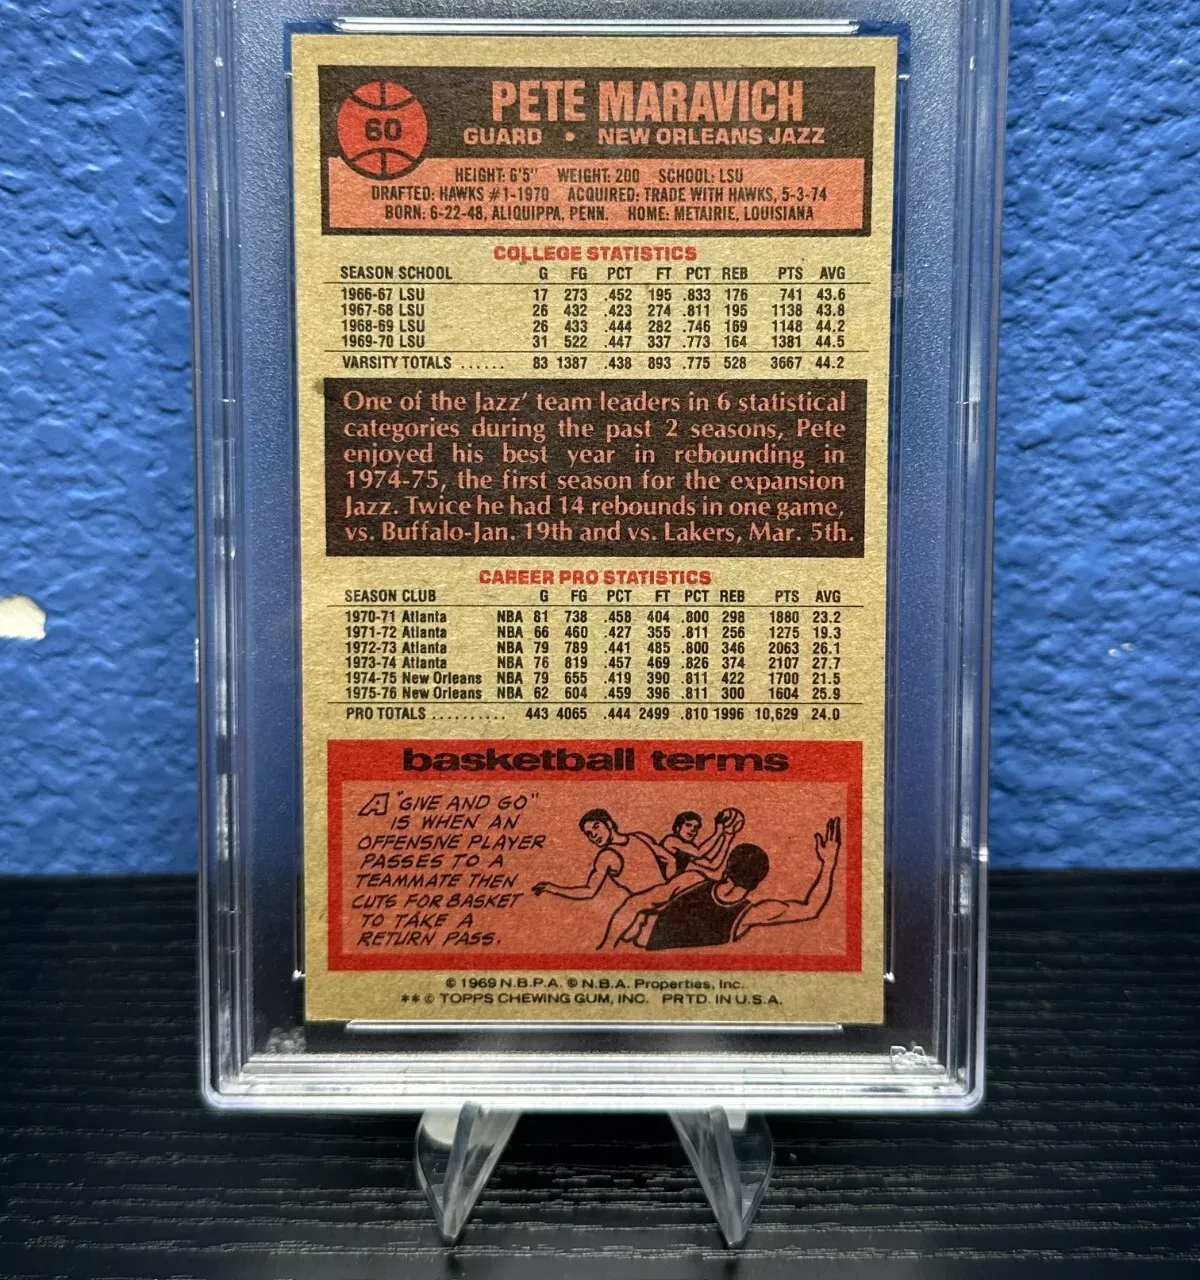 60
PETE MARAVICH
GUARD • NEW ORLEANS JAZZ
HEIGHT: 6'5" WEIGHT: 200 SCHOOL: LSU
DRAFTED: HAWKS #1-1970 ACQUIRED: TRADE WITH HAWKS, 5-3-74
BORN: 6-22-48, ALIQUIPPA, PENN. HOME: METAIRIE, LOUISIANA
COLLEGE STATISTICS
SEASON SCHOOL G FG PCT FT PCT REB PTS AVG
1966-67 LSU 17 273 .452 195 .833 176 741 43.6
1967-68 LSU 26 432 .423 274 .811 195 1138 43.8
1968-69 LSU 26 433 .444 282 .746 169 1148 44.2
1969-70 LSU 31 522 .447 337 .773 164 1381 44.5
VARSITY TOTALS ...... 83 1387 .438 893 .775 528 3667 44.2
One of the Jazz' team leaders in 6 statistical
categories during the past 2 seasons, Pete
enjoyed his best year in rebounding in
1974-75, the first season for the expansion
Jazz. Twice he had 14 rebounds in one game,
vs. Buffalo-Jan. 19th and vs. Lakers, Mar. 5th.
CAREER PRO STATISTICS
SEASON CLUB G FG PCT FT PCT REB PTS AVG
1970-71 Atlanta NBA 81 738 .458 404 .800 298 1880 23.2
1971-72 Atlanta NBA 66 460 .427 355 .811 256 1275 19.3
1972-73 Atlanta NBA 79 789 .441 485 .800 346 2063 26.1
1973-74 Atlanta NBA 76 819 .457 469 .826 374 2107 27.7
1974-75 New Orleans NBA 79 655 .419 390 .811 422 1700 21.5
1975-76 New Orleans NBA 62 604 .459 396 .811 300 1604 25.9
PRO TOTALS .......... 443 4065 .444 2499 .810 1996 10,629 24.0
basketball terms
A "GIVE AND GO"
IS WHEN AN
OFFENSIVE PLAYER
PASSES TO A
TEAMMATE THEN
CUTS FOR BASKET
TO TAKE A
RETURN PASS.
© 1969 N.B.P.A. © N.B.A. Properties, Inc.
** © TOPPS CHEWING GUM, INC. PRTD. IN U.S.A.